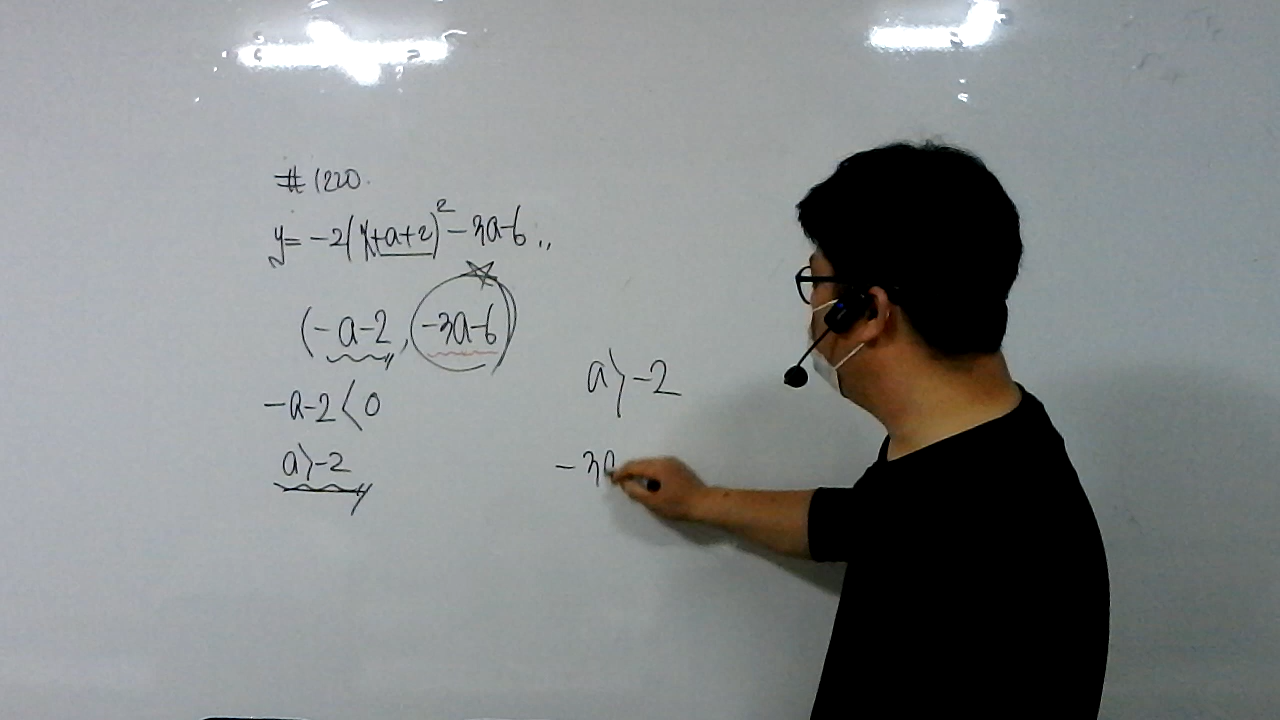 # 1220.
y = -2(x+a+2)² - 3a-6 ..
(-a-2, -3a-6)
-a-2 < 0
a > -2
a > -2
-3a